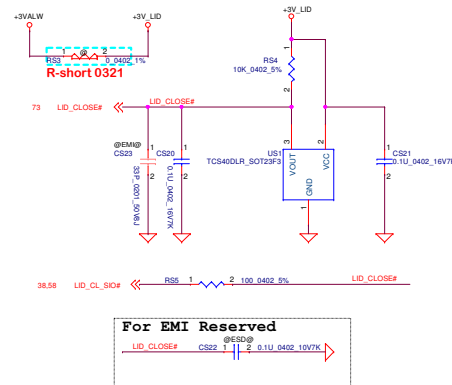 +3VALW +3V_LID +3V_LID
@
1 2
RS3 0_0402_1%
R-short 0321
1
RS4
10K_0402_5%
2
73 LID_CLOSE# LID_CLOSE#
@EMI@
CS23 1 2 33P_0201_50V8J
CS20 1 2 0.1U_0402_16V7K
US1
TCS40DLR_SOT23F3
3 VOUT 2 VCC
GND 1
1 CS21
0.1U_0402_16V7K
2
38,58 LID_CL_SIO# RS5 1 2 100_0402_5% LID_CLOSE#
For EMI Reserved
@ESD@
LID_CLOSE# CS22 1 2 0.1U_0402_10V7K